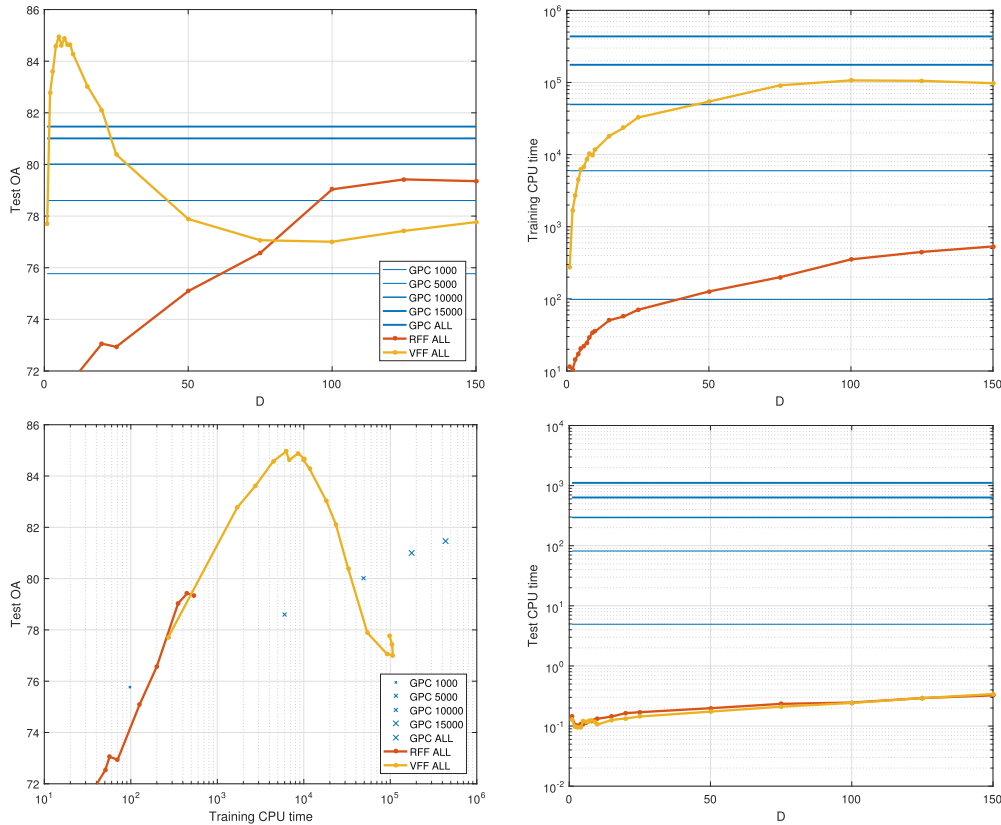 86
84
82
80
78
76
74
72
0
50
100
150
Test OA
D
GPC 1000
GPC 5000
GPC 10000
GPC 15000
GPC ALL
RFF ALL
VFF ALL
10^6
10^5
10^4
10^3
10^2
10^1
0
50
100
150
Training CPU time
D
86
84
82
80
78
76
74
72
10^1
10^2
10^3
10^4
10^5
10^6
Test OA
Training CPU time
GPC 1000
GPC 5000
GPC 10000
GPC 15000
GPC ALL
RFF ALL
VFF ALL
10^4
10^3
10^2
10^1
10^0
10^-1
10^-2
0
50
100
150
Test CPU time
D